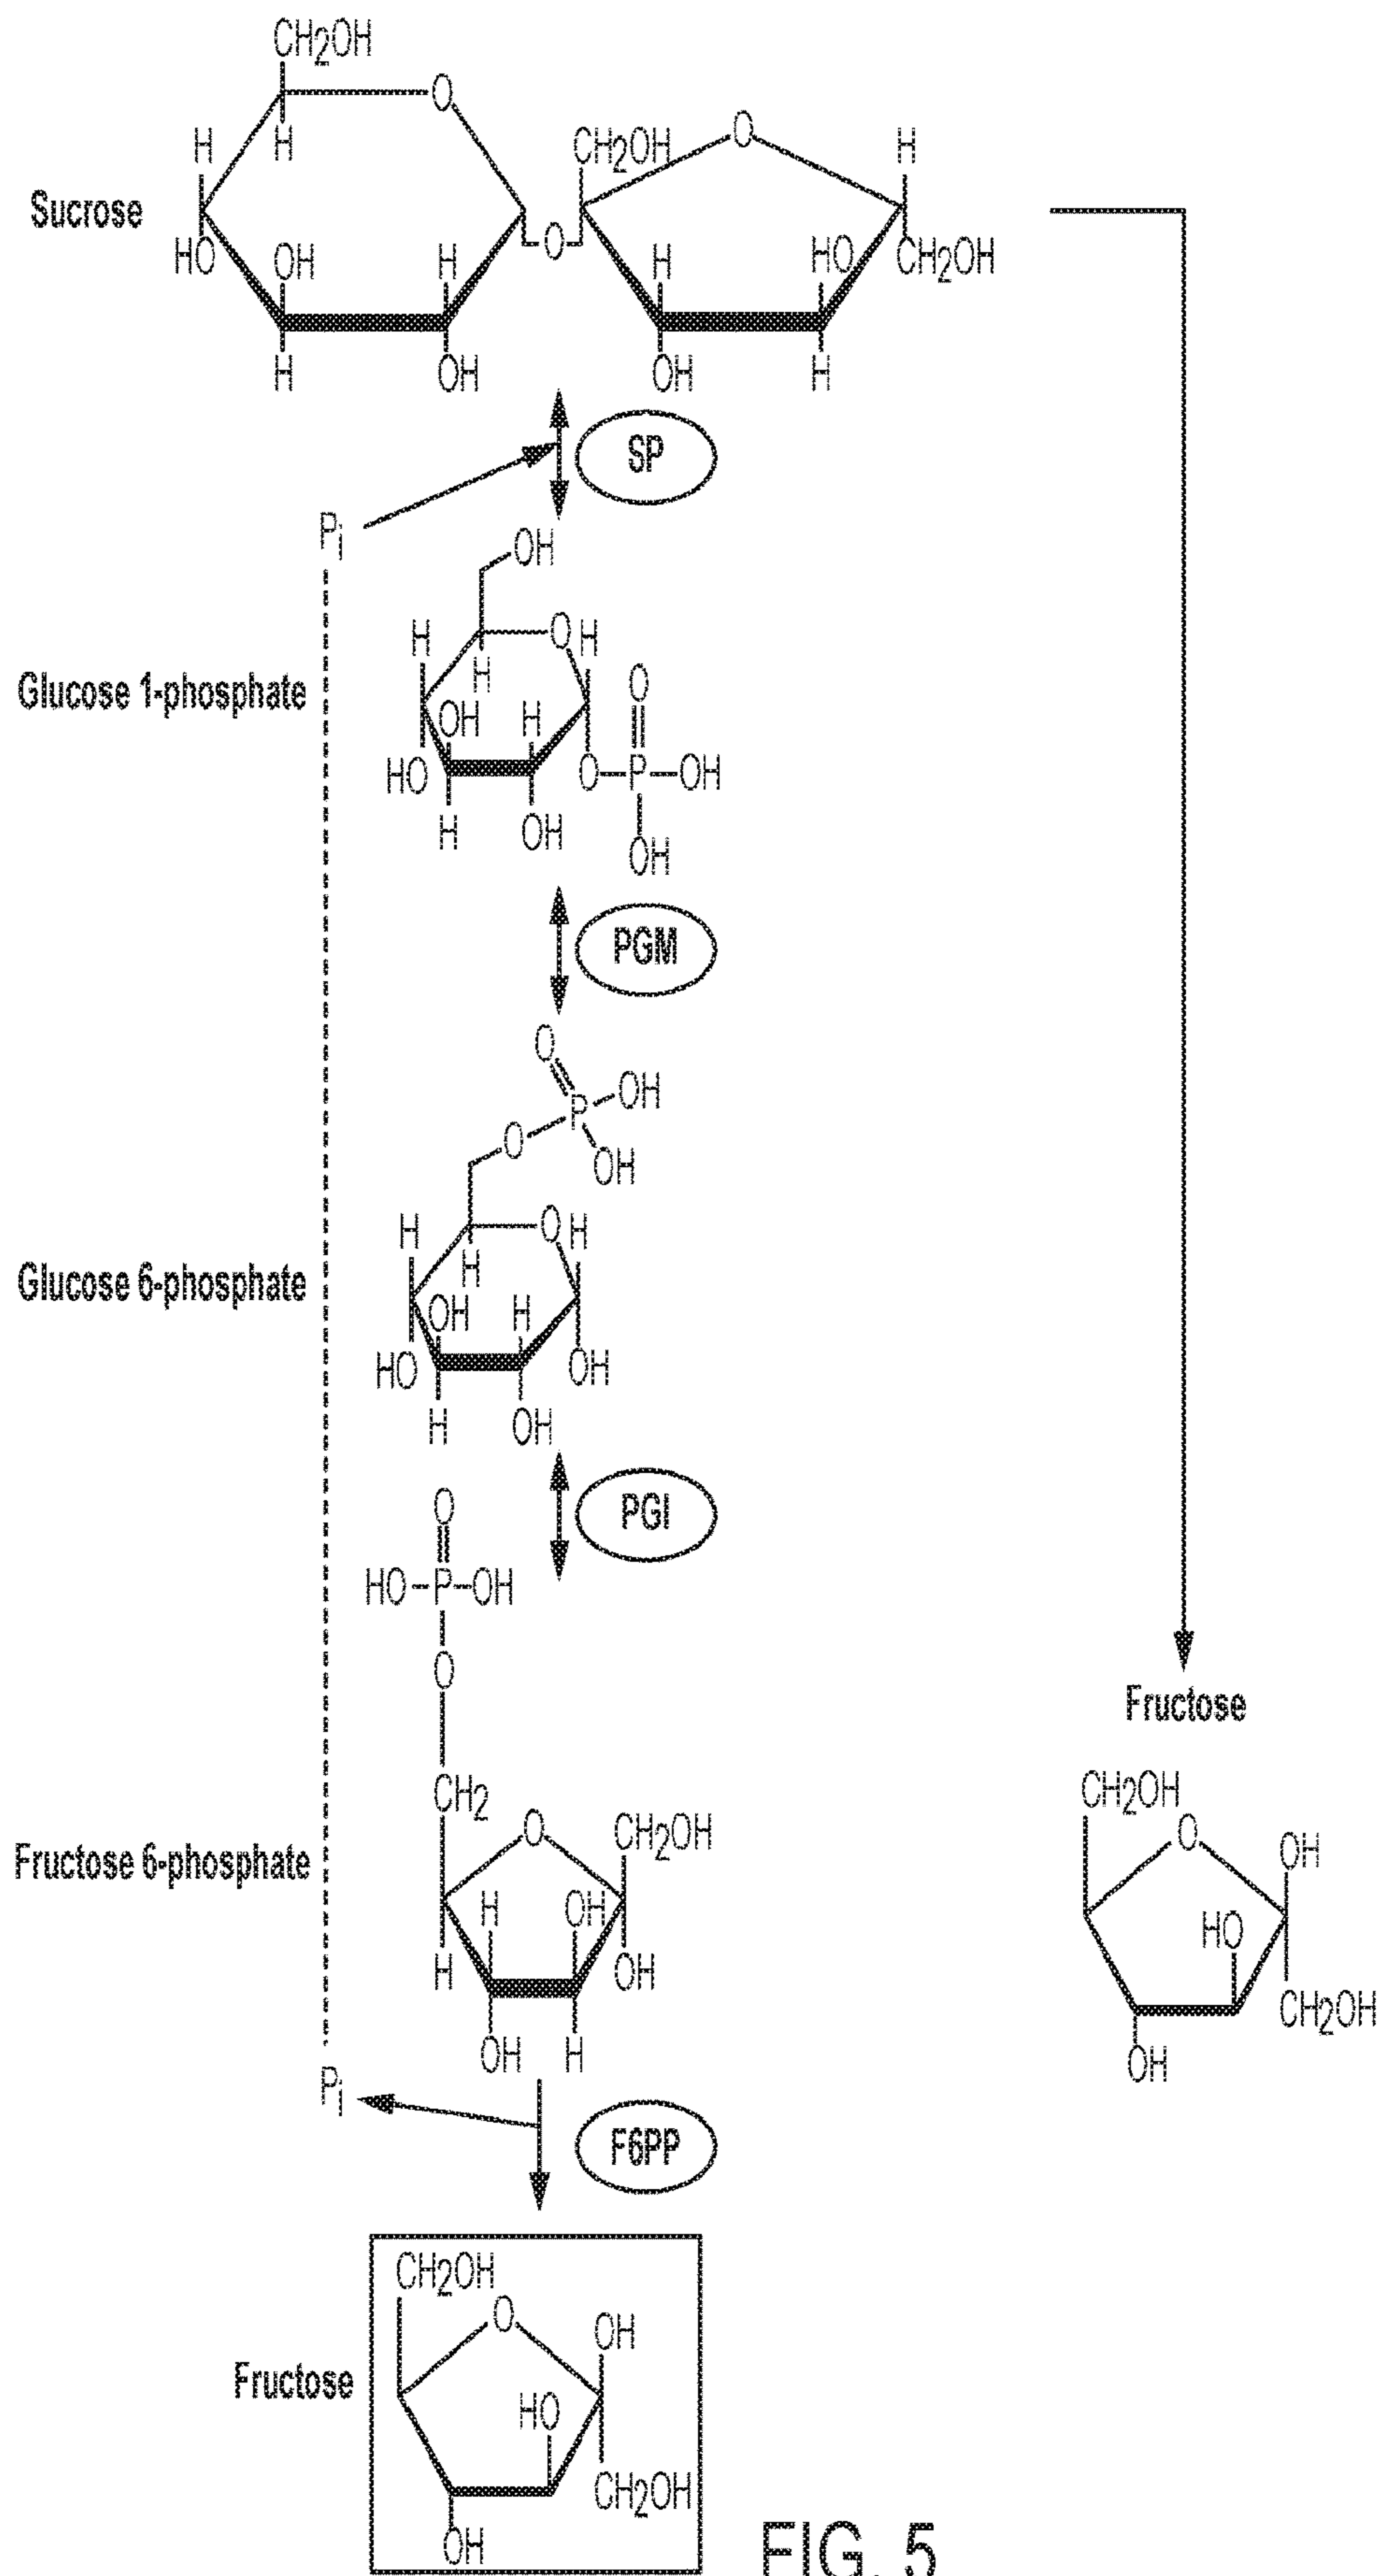 CH2OH
O
H
H
CH2OH
O
H
Sucrose
HO
OH
H
O
H
HO
CH2OH
H
OH
OH
H
SP
Pi
OH
H
O
H
H
Glucose 1-phosphate
O
OH
H
HO
O
P
OH
H
OH
OH
PGM
O
P
OH
O
OH
H
O
H
H
Glucose 6-phosphate
OH
H
HO
OH
H
OH
PGI
O
HO
P
OH
O
Fructose
CH2
CH2OH
O
CH2OH
O
OH
Fructose 6-phosphate
H
OH
HO
H
OH
CH2OH
OH
H
OH
Pi
F6PP
CH2OH
O
OH
Fructose
HO
CH2OH
OH
FIG. 5